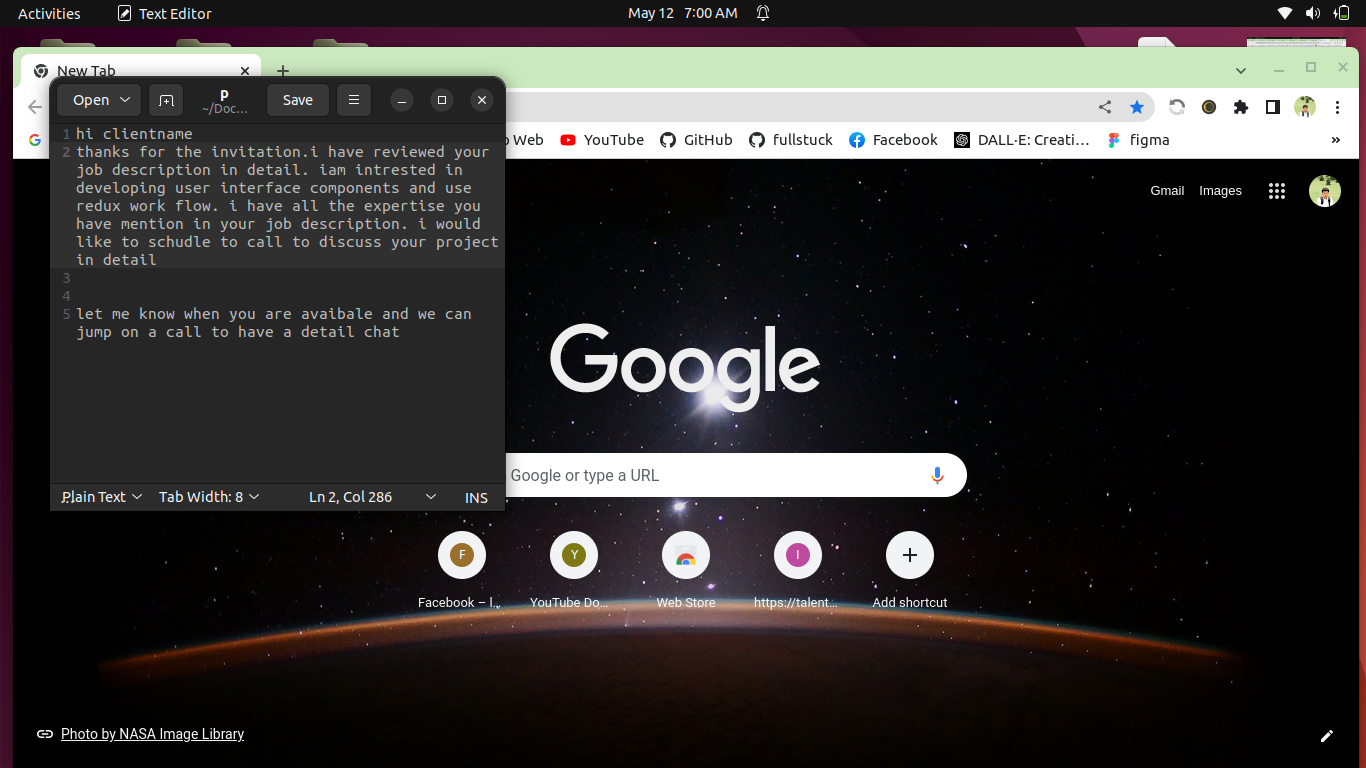 Activities Text Editor May 12 7:00 AM
New Tab
Open P Save
~/Doc...
Web YouTube GitHub fullstuck Facebook DALL·E: Creati... figma »
1 hi clientname
2 thanks for the invitation.i have reviewed your
job description in detail. iam intrested in
developing user interface components and use
redux work flow. i have all the expertise you
have mention in your job description. i would
like to schudle to call to discuss your project
in detail
3
4
5 let me know when you are avaibale and we can
jump on a call to have a detail chat
Plain Text Tab Width: 8 Ln 2, Col 286 INS
Gmail Images
Google
Google or type a URL
F Y I
Facebook – l... YouTube Do... Web Store https://talent... Add shortcut
Photo by NASA Image Library